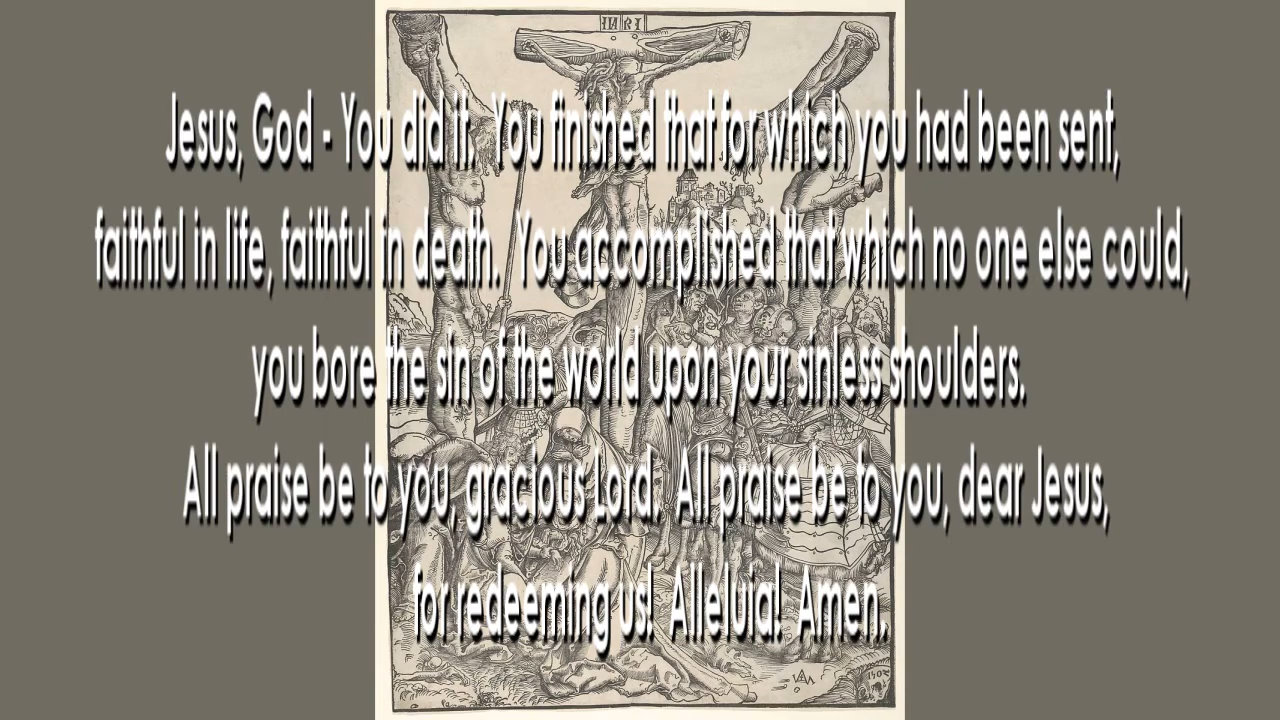 INRI
Jesus, God - You did it.  You finished that for which you had been sent,
faithful in life, faithful in death.  You accomplished that which no one else could,
you bore the sin of the world upon your sinless shoulders.
All praise be to you, gracious Lord.  All praise be to you, dear Jesus,
for redeeming us!  Alleluia!  Amen.